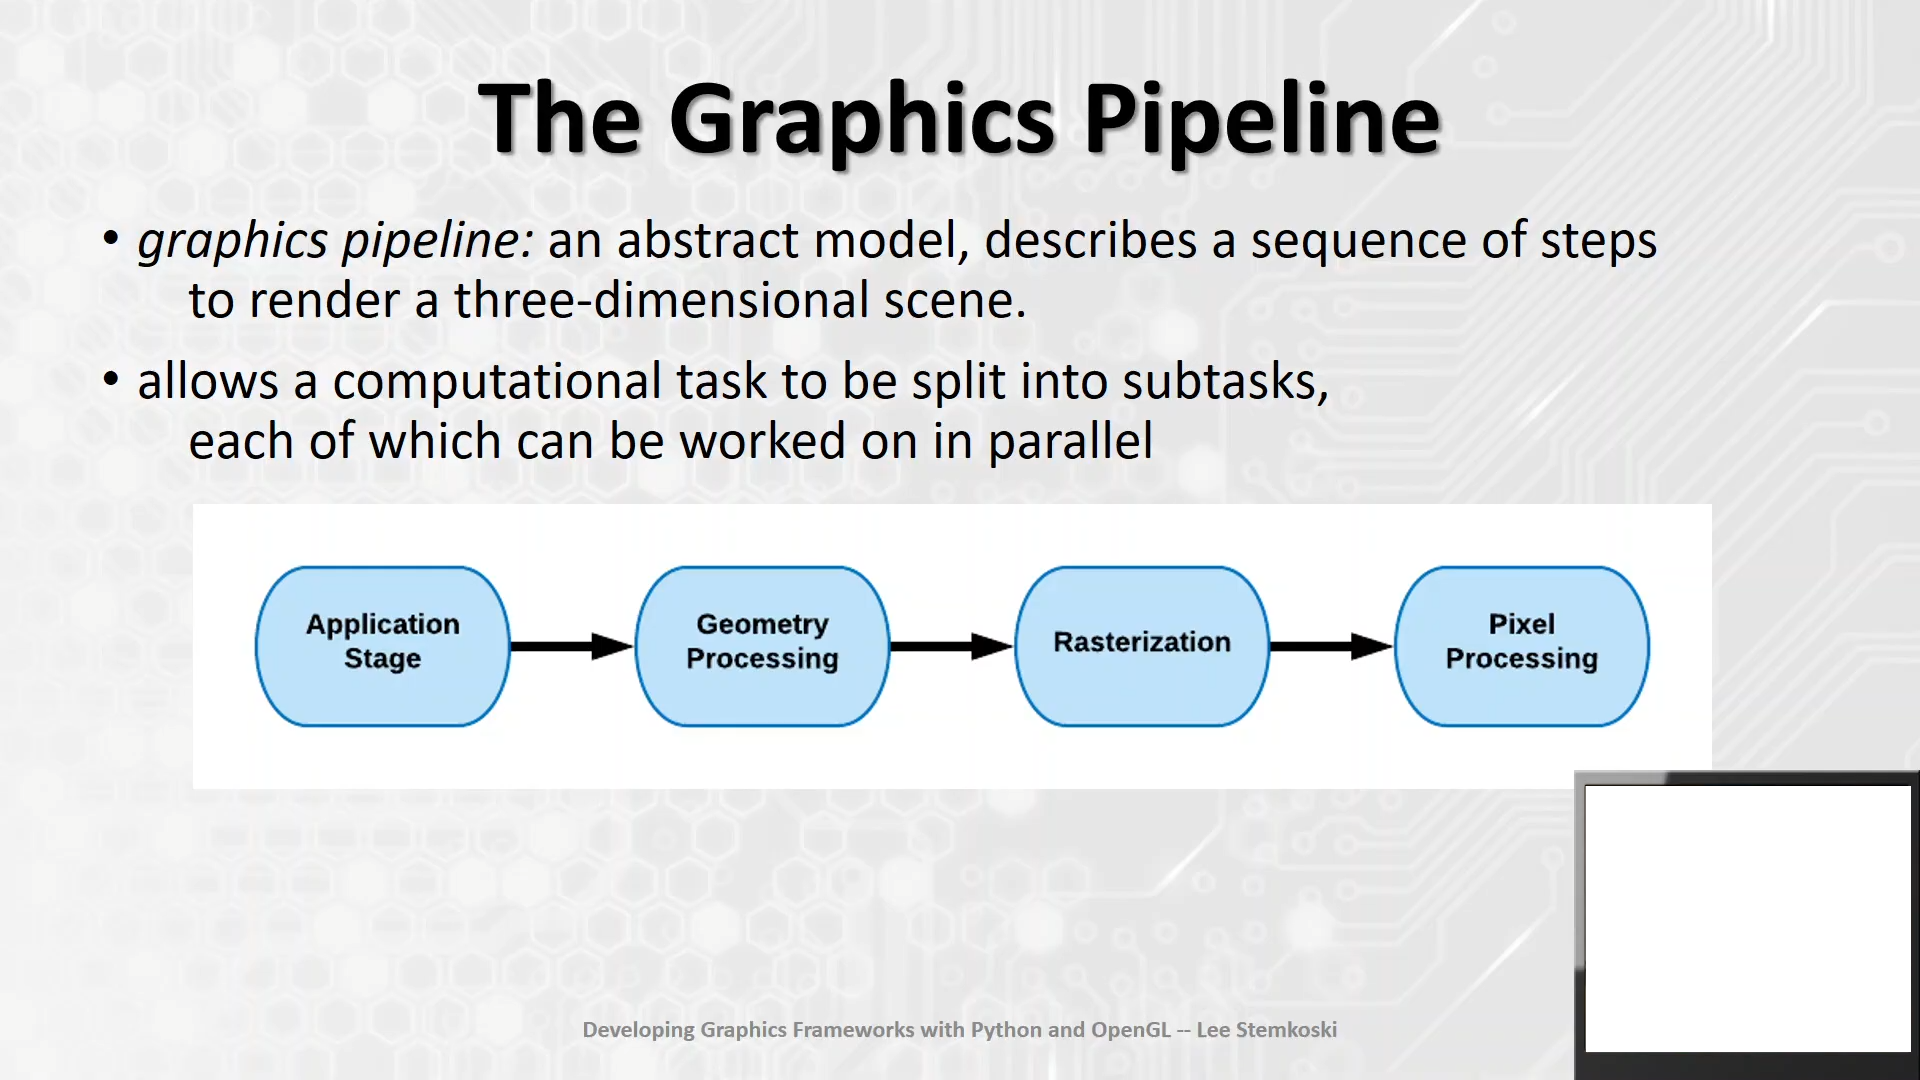 The Graphics Pipeline
• graphics pipeline: an abstract model, describes a sequence of steps
to render a three-dimensional scene.
• allows a computational task to be split into subtasks,
each of which can be worked on in parallel
Application
Stage
Geometry
Processing
Rasterization
Pixel
Processing
Developing Graphics Frameworks with Python and OpenGL -- Lee Stemkoski